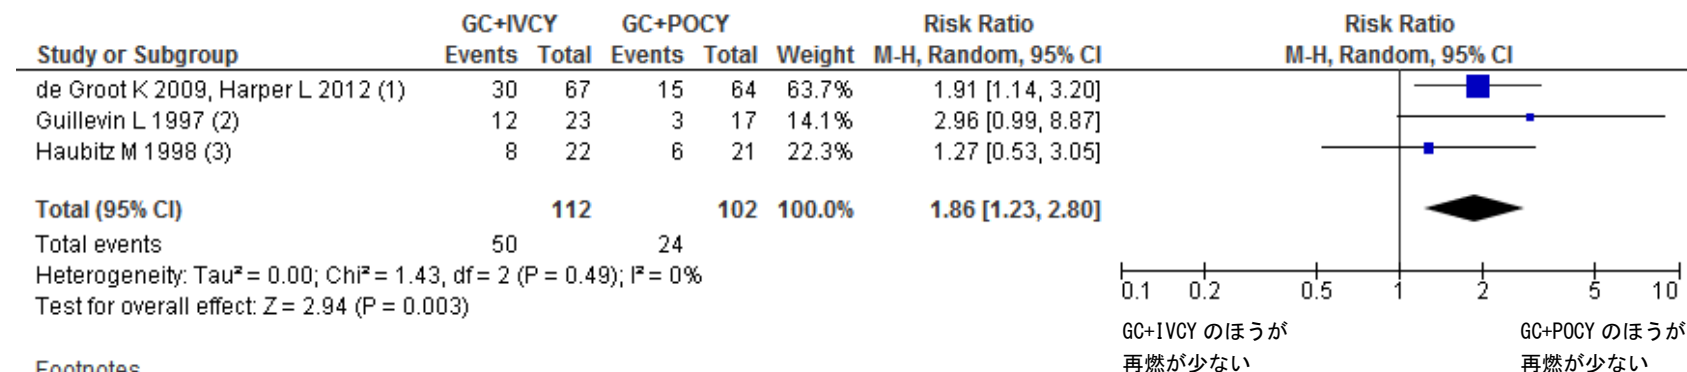 GC+IVCY GC+POCY Risk Ratio Risk Ratio
Study or Subgroup Events Total Events Total Weight M-H, Random, 95% CI M-H, Random, 95% CI
de Groot K 2009, Harper L 2012 (1) 30 67 15 64 63.7% 1.91 [1.14, 3.20]
Guillevin L 1997 (2) 12 23 3 17 14.1% 2.96 [0.99, 8.87]
Haubitz M 1998 (3) 8 22 6 21 22.3% 1.27 [0.53, 3.05]
Total (95% CI) 112 102 100.0% 1.86 [1.23, 2.80]
Total events 50 24
Heterogeneity: Tau² = 0.00; Chi² = 1.43, df = 2 (P = 0.49); I² = 0%
Test for overall effect: Z = 2.94 (P = 0.003)
0.1 0.2 0.5 1 2 5 10
GC+IVCY のほうが GC+POCY のほうが
再燃が少ない 再燃が少ない
Footnotes